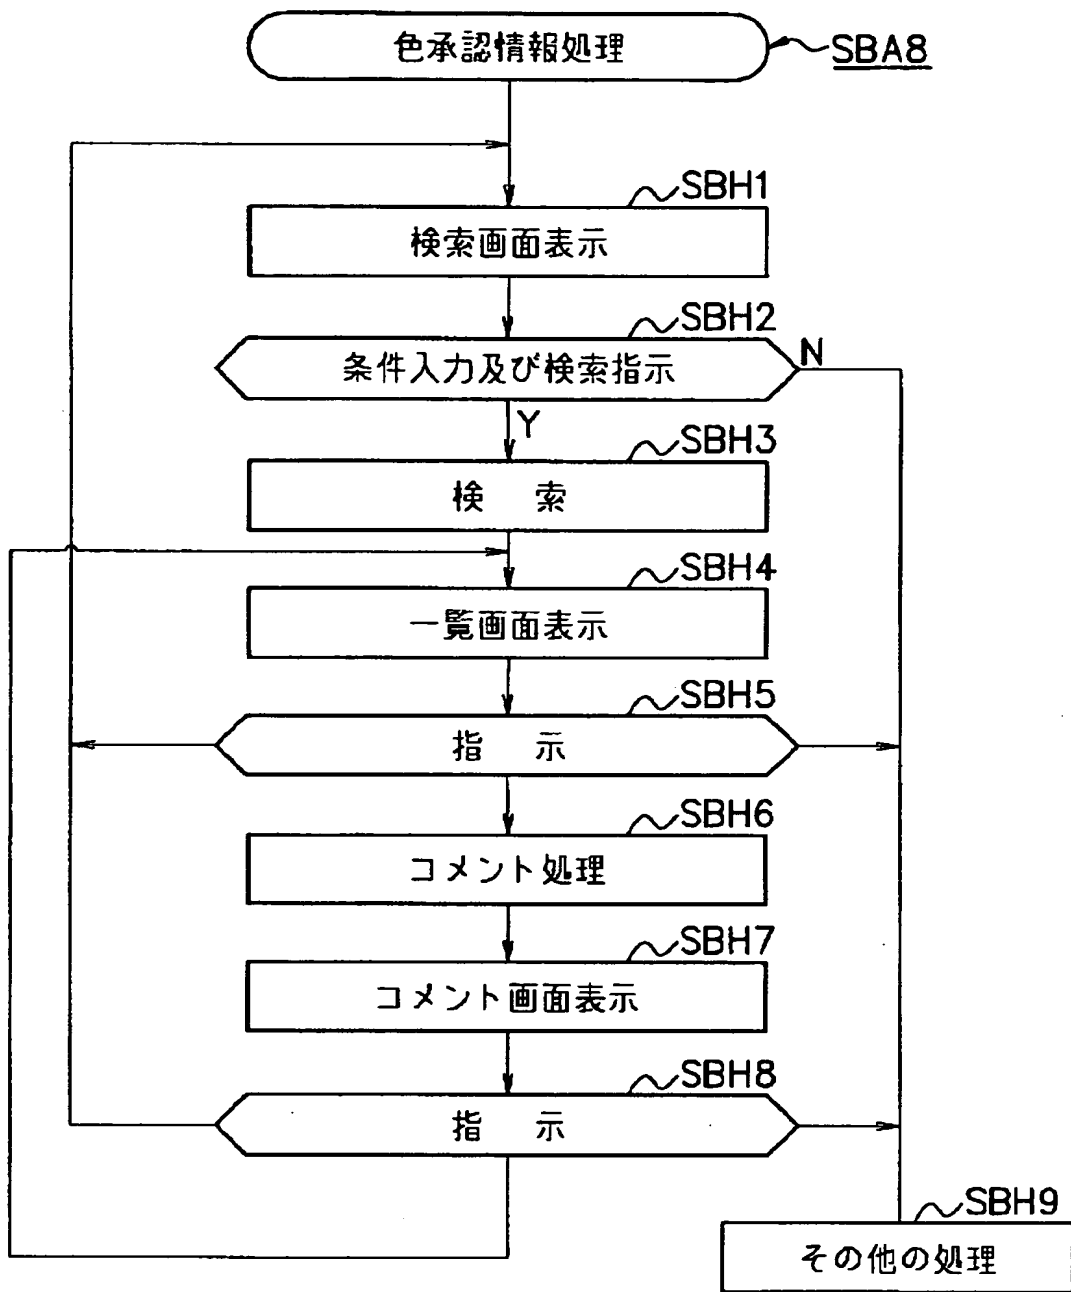 色承認情報処理
SBA8
SBH1
検索画面表示
SBH2
条件入力及び検索指示
N
Y
SBH3
検 索
SBH4
一覧画面表示
SBH5
指 示
SBH6
コメント処理
SBH7
コメント画面表示
SBH8
指 示
SBH9
その他の処理